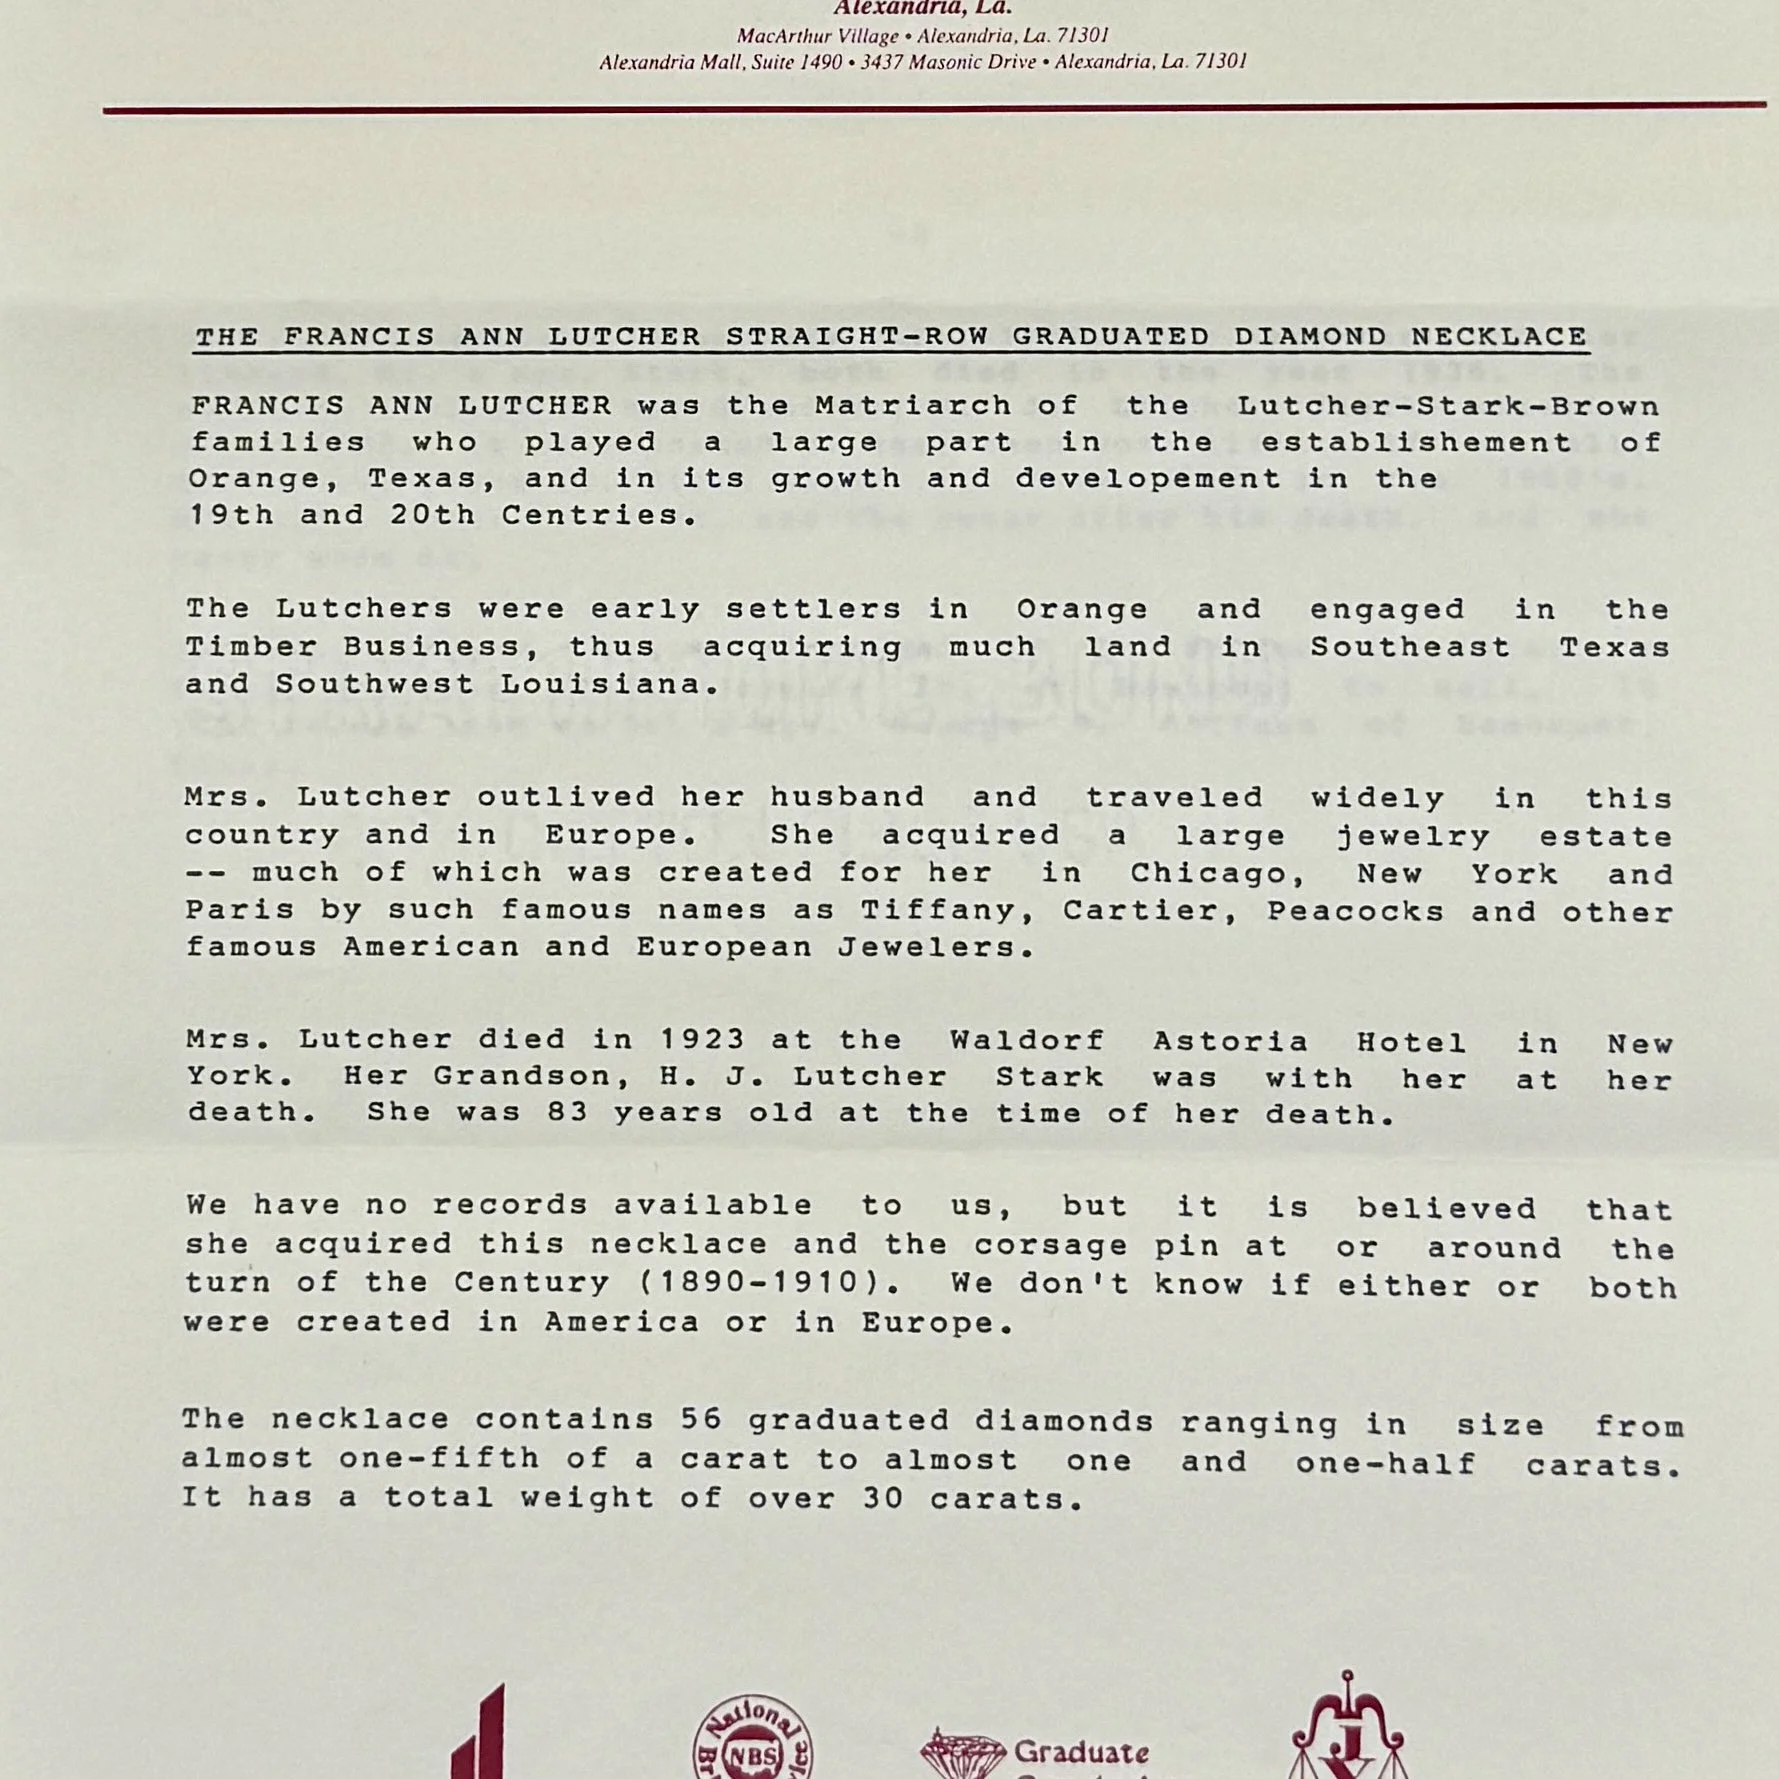 Alexandria, La.
MacArthur Village • Alexandria, La. 71301
Alexandria Mall, Suite 1490 • 3437 Masonic Drive • Alexandria, La. 71301
THE FRANCIS ANN LUTCHER STRAIGHT-ROW GRADUATED DIAMOND NECKLACE
FRANCIS ANN LUTCHER was the Matriarch of the Lutcher-Stark-Brown
families who played a large part in the establishement of
Orange, Texas, and in its growth and developement in the
19th and 20th Centries.
The Lutchers were early settlers in Orange and engaged in the
Timber Business, thus acquiring much land in Southeast Texas
and Southwest Louisiana.
Mrs. Lutcher outlived her husband and traveled widely in this
country and in Europe. She acquired a large jewelry estate
-- much of which was created for her in Chicago, New York and
Paris by such famous names as Tiffany, Cartier, Peacocks and other
famous American and European Jewelers.
Mrs. Lutcher died in 1923 at the Waldorf Astoria Hotel in New
York. Her Grandson, H. J. Lutcher Stark was with her at her
death. She was 83 years old at the time of her death.
We have no records available to us, but it is believed that
she acquired this necklace and the corsage pin at or around the
turn of the Century (1890-1910). We don't know if either or both
were created in America or in Europe.
The necklace contains 56 graduated diamonds ranging in size from
almost one-fifth of a carat to almost one and one-half carats.
It has a total weight of over 30 carats.
National
NBS
Graduate
J